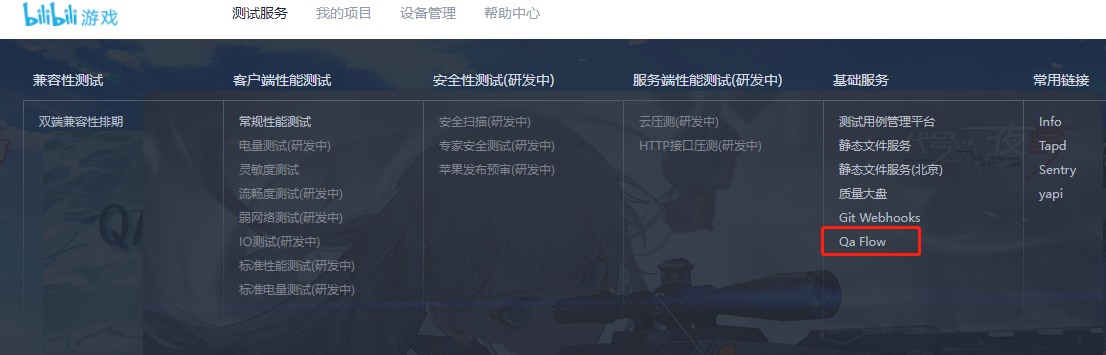 bilibili 游戏
测试服务 我的项目 设备管理 帮助中心
兼容性测试 客户端性能测试 安全性测试(研发中) 服务端性能测试(研发中) 基础服务 常用链接
双端兼容性排期 常规性能测试 安全扫描(研发中) 云压测(研发中) 测试用例管理平台 Info
电量测试(研发中) 专家安全测试(研发中) HTTP接口压测(研发中) 静态文件服务 Tapd
灵敏度测试 苹果发布预审(研发中) 静态文件服务(北京) Sentry
流畅度测试(研发中) 质量大盘 yapi
弱网络测试(研发中) Git Webhooks
IO测试(研发中) Qa Flow
标准性能测试(研发中)
标准电量测试(研发中)